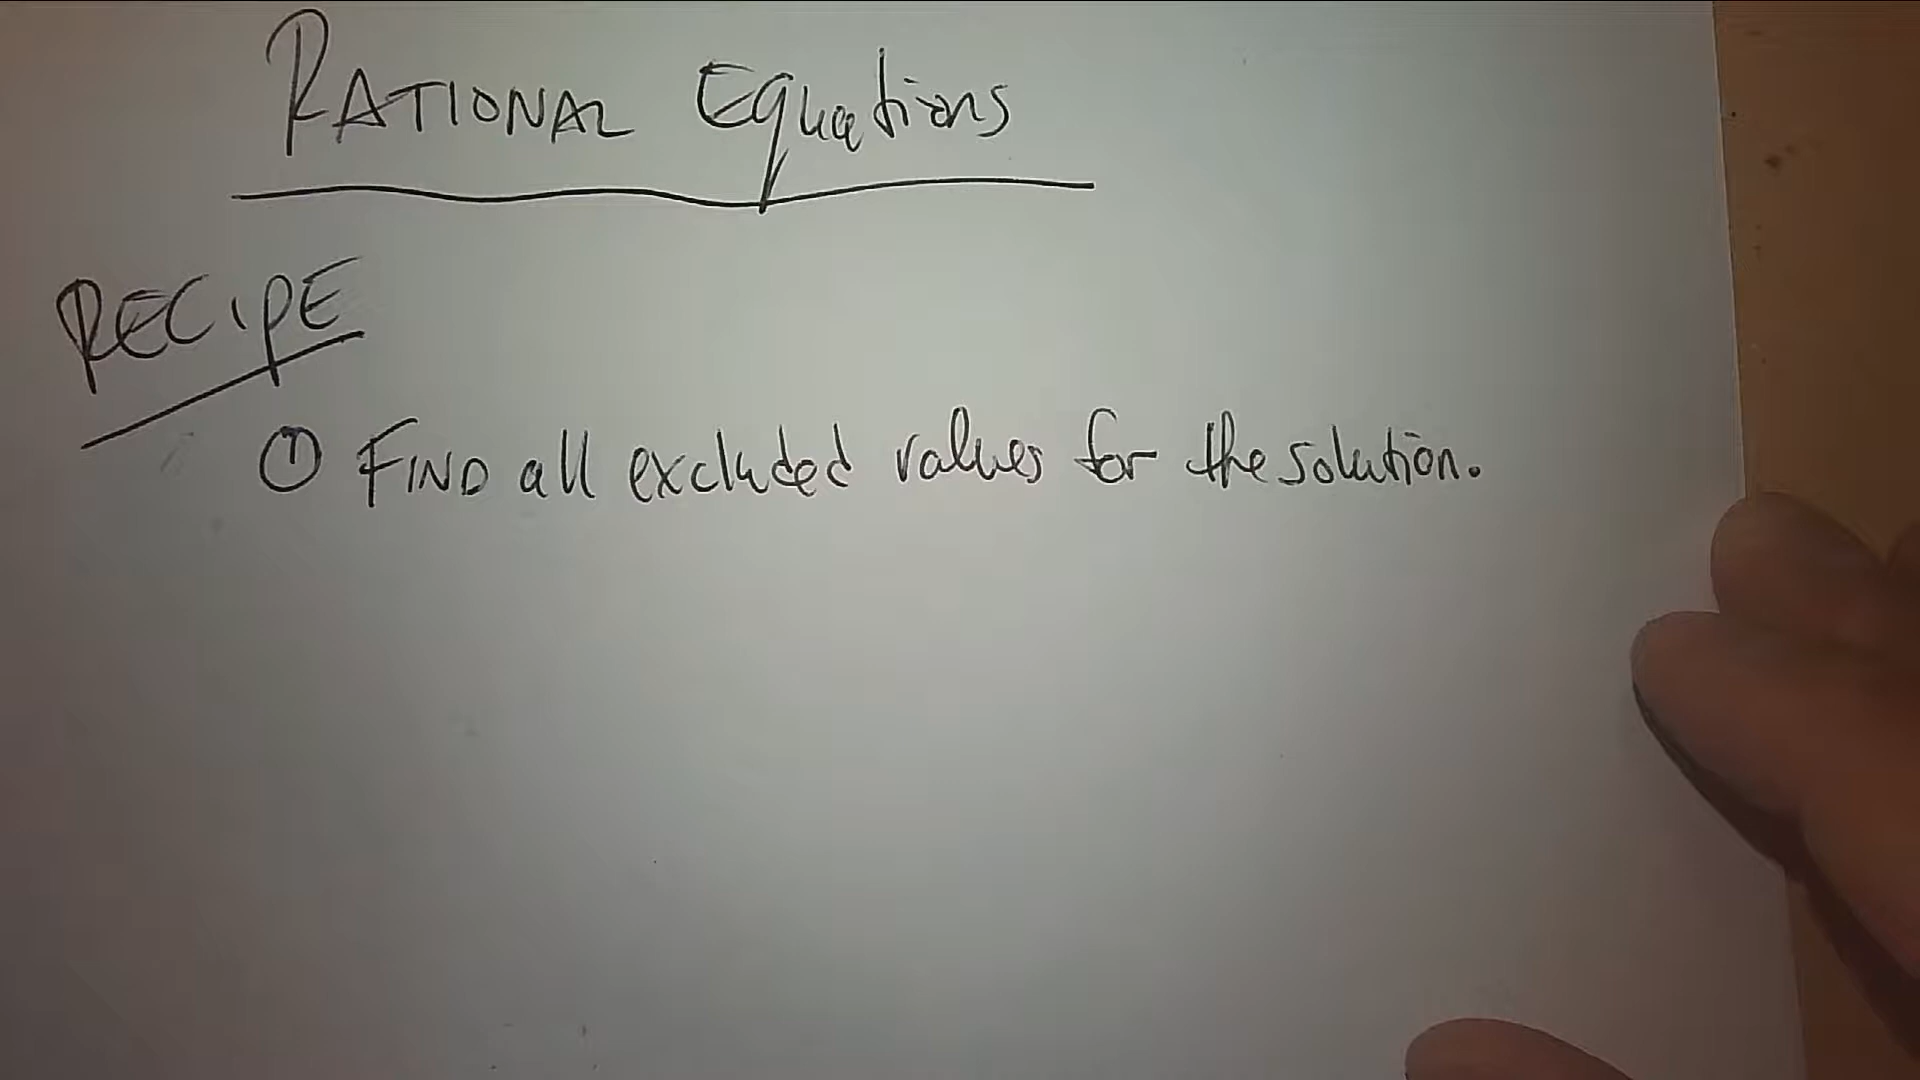 RATIONAL Equations
RECIPE
① FIND all excluded values for the solution.